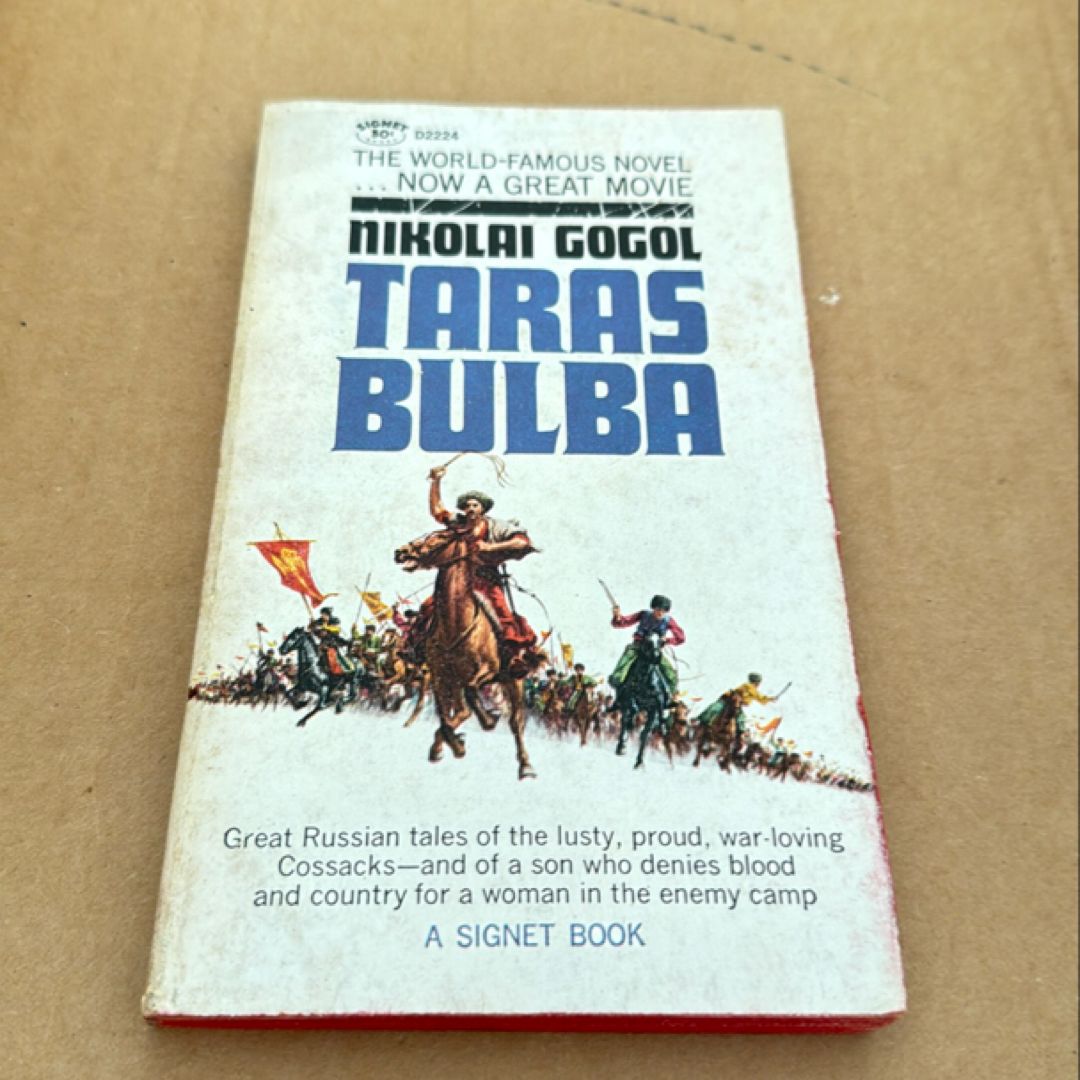 SIGNET
50¢
D2224
THE WORLD-FAMOUS NOVEL
... NOW A GREAT MOVIE
NIKOLAI GOGOL
TARAS
BULBA
Great Russian tales of the lusty, proud, war-loving
Cossacks—and of a son who denies blood
and country for a woman in the enemy camp
A SIGNET BOOK